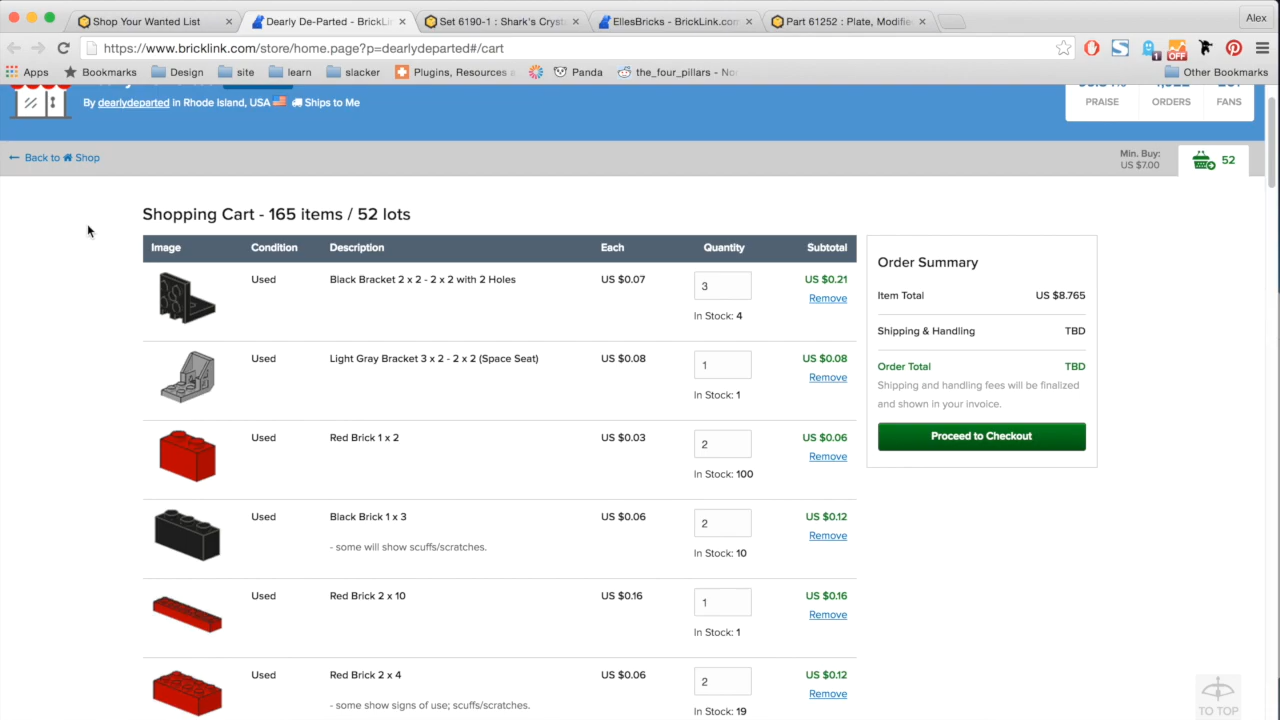 Shop Your Wanted List
Dearly De-Parted - BrickLin
Set 6190-1 : Shark's Cryst
EllesBricks - BrickLink.com
Part 61252 : Plate, Modifie
Alex
https://www.bricklink.com/store/home.page?p=dearlydeparted#/cart
1
OFF
Apps
Bookmarks
Design
site
learn
slacker
Plugins, Resources
Panda
the_four_pillars - Nor
Other Bookmarks
By dearlydeparted in Rhode Island, USA Ships to Me
PRAISE
ORDERS
FANS
← Back to Shop
Min. Buy:
US $7.00
52
Shopping Cart - 165 items / 52 lots
Image Condition Description Each Quantity Subtotal
Used Black Bracket 2 x 2 - 2 x 2 with 2 Holes US $0.07 3 US $0.21
Remove
In Stock: 4
Used Light Gray Bracket 3 x 2 - 2 x 2 (Space Seat) US $0.08 1 US $0.08
Remove
In Stock: 1
Used Red Brick 1 x 2 US $0.03 2 US $0.06
Remove
In Stock: 100
Used Black Brick 1 x 3 US $0.06 2 US $0.12
Remove
- some will show scuffs/scratches.
In Stock: 10
Used Red Brick 2 x 10 US $0.16 1 US $0.16
Remove
In Stock: 1
Used Red Brick 2 x 4 US $0.06 2 US $0.12
Remove
- some show signs of use; scuffs/scratches.
In Stock: 19
Order Summary
Item Total US $8.765
Shipping & Handling TBD
Order Total TBD
Shipping and handling fees will be finalized
and shown in your invoice.
Proceed to Checkout
TO TOP